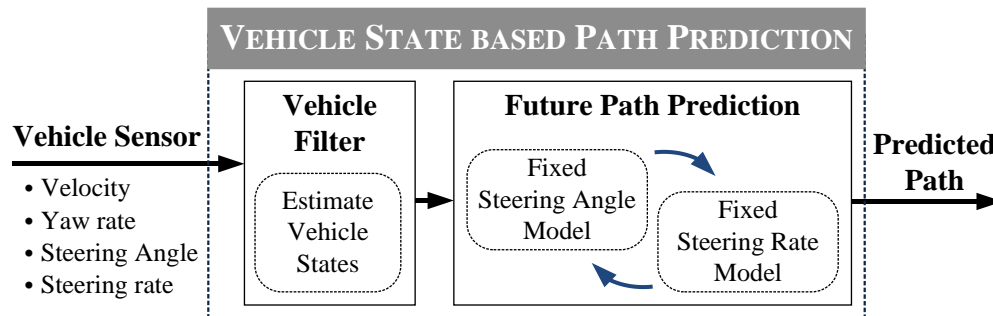 VEHICLE STATE BASED PATH PREDICTION
Vehicle Sensor
• Velocity
• Yaw rate
• Steering Angle
• Steering rate
Vehicle
Filter
Estimate
Vehicle
States
Future Path Prediction
Fixed
Steering Angle
Model
Fixed
Steering Rate
Model
Predicted
Path